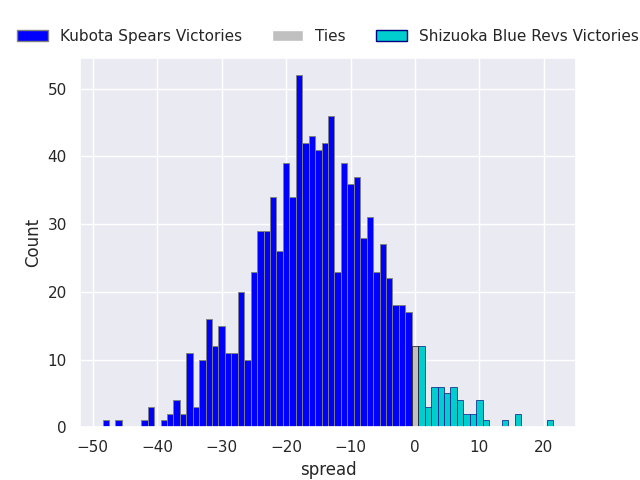 Kubota Spears Victories
Ties
Shizuoka Blue Revs Victories
50
40
30
20
10
0
Count
−50
−40
−30
−20
−10
0
10
20
spread